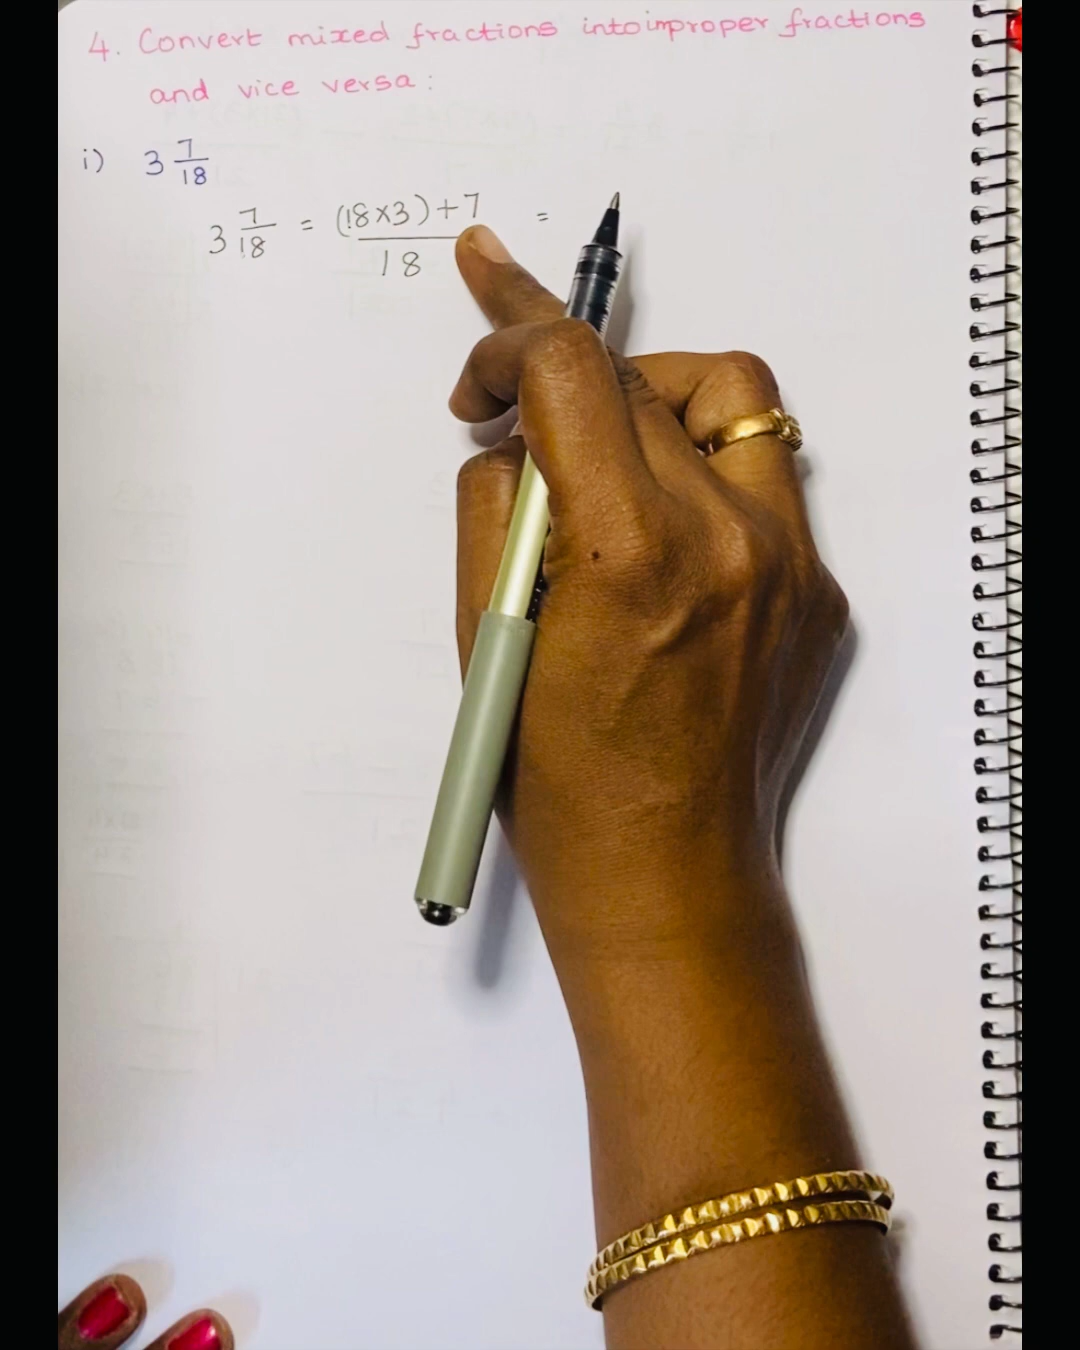 4. Convert mixed fractions into improper fractions
and vice versa :
i) 3 7/18
3 7/18 = (18×3)+7/18 =